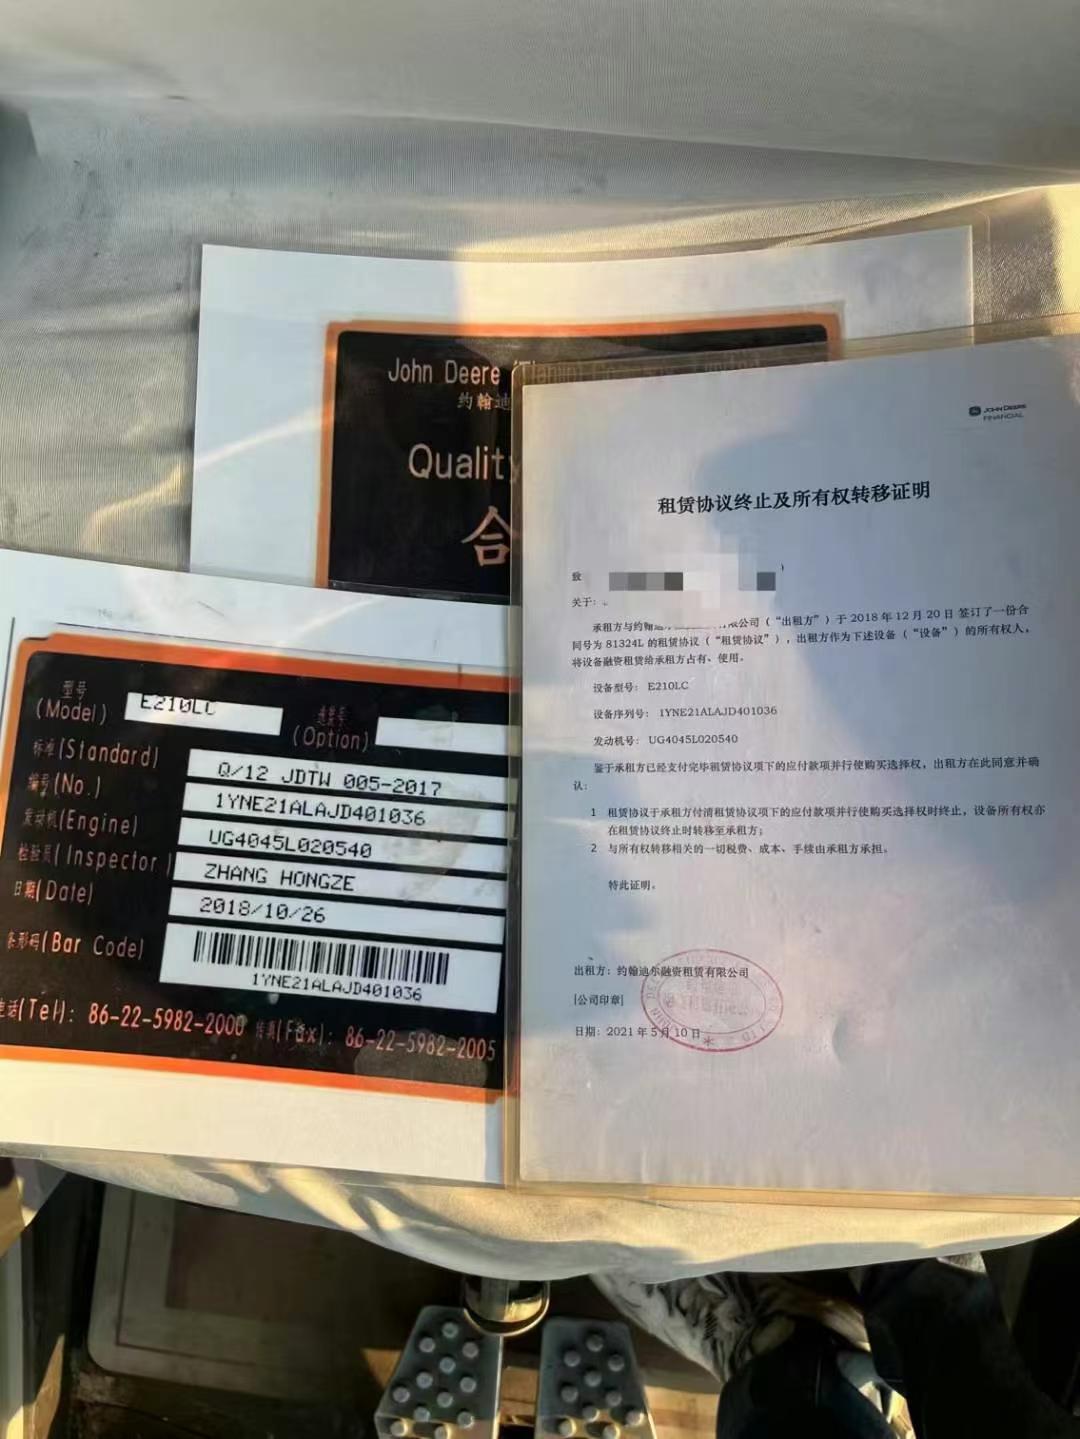 John Deere (Tianjin) Company, Limited
约翰迪
Quality
合
型号
(Model)
E210LC
(Option)
标准(Standard)
Q/12 JDTW 005-2017
编号(No.)
1YNE21ALAJD401036
发动机(Engine)
UG4045L020540
检验员(Inspector)
ZHANG HONGZE
日期(Date)
2018/10/26
条形码(Bar Code)
1YNE21ALAJD401036
电话(Tel): 86-22-5982-2000 传真(Fax): 86-22-5982-2005
JOHN DEERE
FINANCIAL
租赁协议终止及所有权转移证明
致
关于:
承租方与约翰迪 有限公司(“出租方”)于 2018 年 12 月 20 日 签订了一份合
同号为 81324L 的租赁协议(“租赁协议”),出租方作为下述设备(“设备”)的所有权人,
将设备融资租赁给承租方占有、使用。
设备型号: E210LC
设备序列号: 1YNE21ALAJD401036
发动机号: UG4045L020540
鉴于承租方已经支付完毕租赁协议项下的应付款项并行使购买选择权,出租方在此同意并确
认:
1 租赁协议于承租方付清租赁协议项下的应付款项并行使购买选择权时终止,设备所有权亦
在租赁协议终止时转移至承租方;
2 与所有权转移相关的一切税费、成本、手续由承租方承担。
特此证明。
出租方:约翰迪尔融资租赁有限公司
[公司印章]
日期:2021 年 5 月 10 日